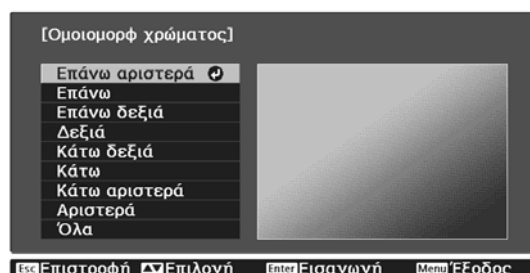 [Ομοιομορφ χρώματος]
Επάνω αριστερά
Επάνω
Επάνω δεξιά
Δεξιά
Κάτω δεξιά
Κάτω
Κάτω αριστερά
Αριστερά
Όλα
Esc Επιστροφή Επιλογή Enter Εισαγωγή Menu Έξοδος